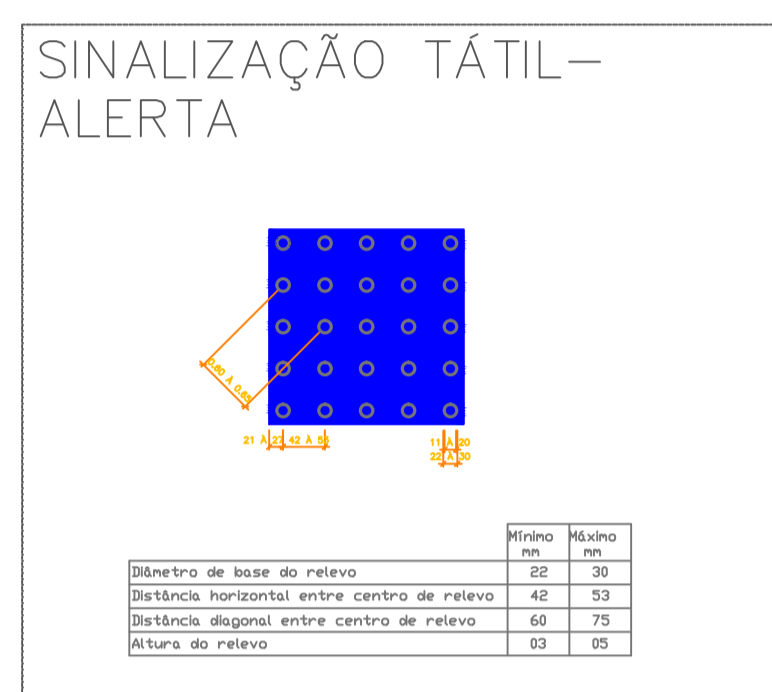 SINALIZAÇÃO TÁTIL-
ALERTA
0.60 À 0.65
21 À 27
42 À 53
11 À 20
22 À 30
Mínimo mm Máximo mm
Diâmetro de base do relevo 22 30
Distância horizontal entre centro de relevo 42 53
Distância diagonal entre centro de relevo 60 75
Altura do relevo 03 05